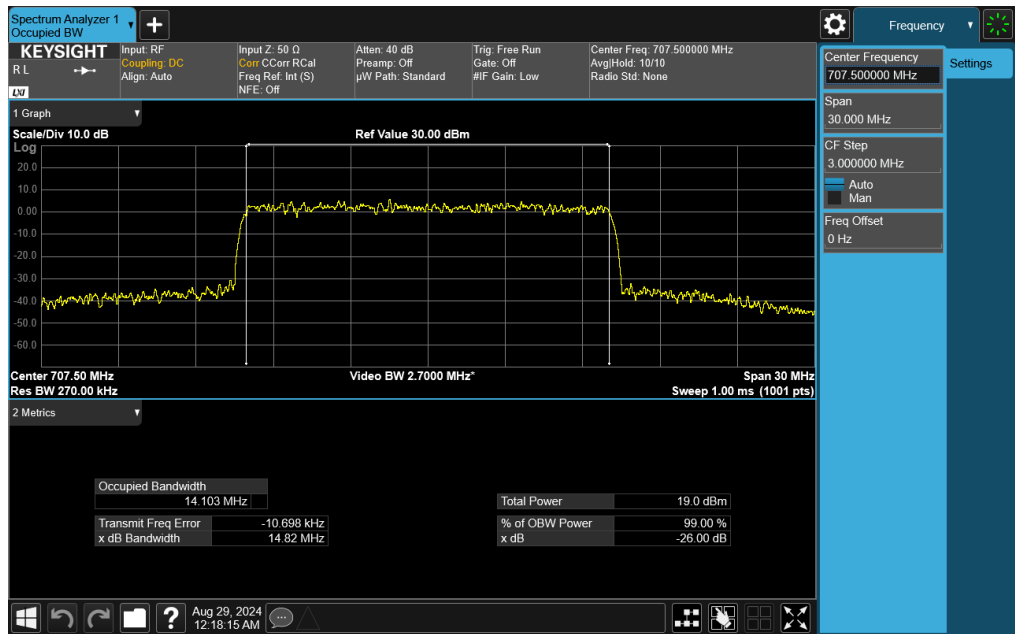 Spectrum Analyzer 1
Occupied BW
Frequency
KEYSIGHT
R L
LXI
Input: RF
Coupling: DC
Align: Auto
Input Z: 50 Ω
Corr CCorr RCal
Freq Ref: Int (S)
NFE: Off
Atten: 40 dB
Preamp: Off
µW Path: Standard
Trig: Free Run
Gate: Off
#IF Gain: Low
Center Freq: 707.500000 MHz
Avg|Hold: 10/10
Radio Std: None
Center Frequency
707.500000 MHz
Settings
Span
30.000 MHz
CF Step
3.000000 MHz
Auto
Man
Freq Offset
0 Hz
1 Graph
Scale/Div 10.0 dB
Ref Value 30.00 dBm
Log
20.0
10.0
0.00
-10.0
-20.0
-30.0
-40.0
-50.0
-60.0
Center 707.50 MHz
Video BW 2.7000 MHz*
Span 30 MHz
Res BW 270.00 kHz
Sweep 1.00 ms (1001 pts)
2 Metrics
Occupied Bandwidth
14.103 MHz
Total Power 19.0 dBm
Transmit Freq Error -10.698 kHz
% of OBW Power 99.00 %
x dB Bandwidth 14.82 MHz
x dB -26.00 dB
?
Aug 29, 2024
12:18:15 AM